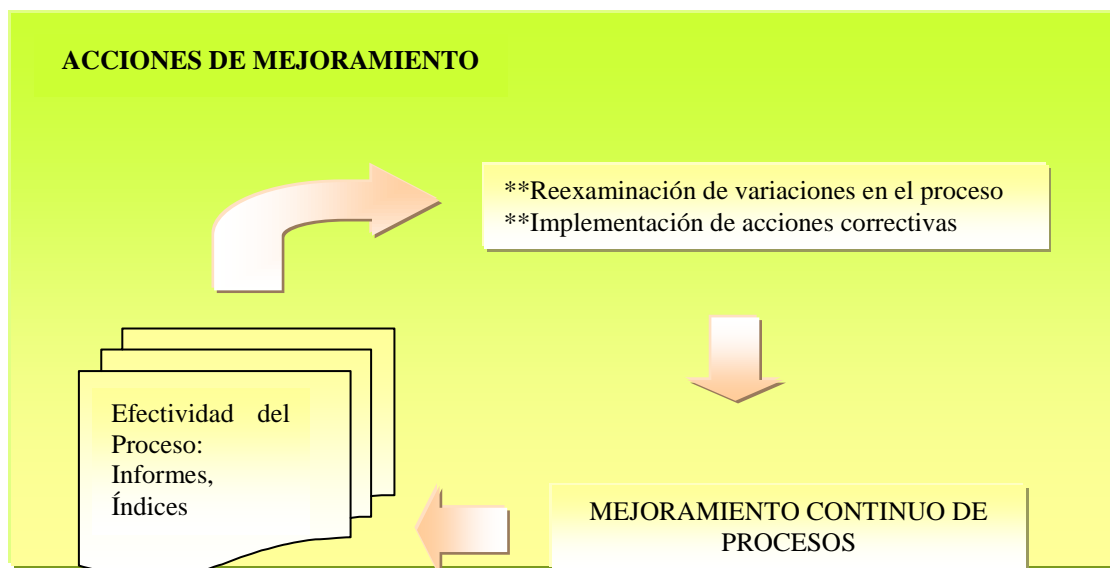 ACCIONES DE MEJORAMIENTO
**Reexaminación de variaciones en el proceso
**Implementación de acciones correctivas
Efectividad del
Proceso:
Informes,
Índices
MEJORAMIENTO CONTINUO DE
PROCESOS